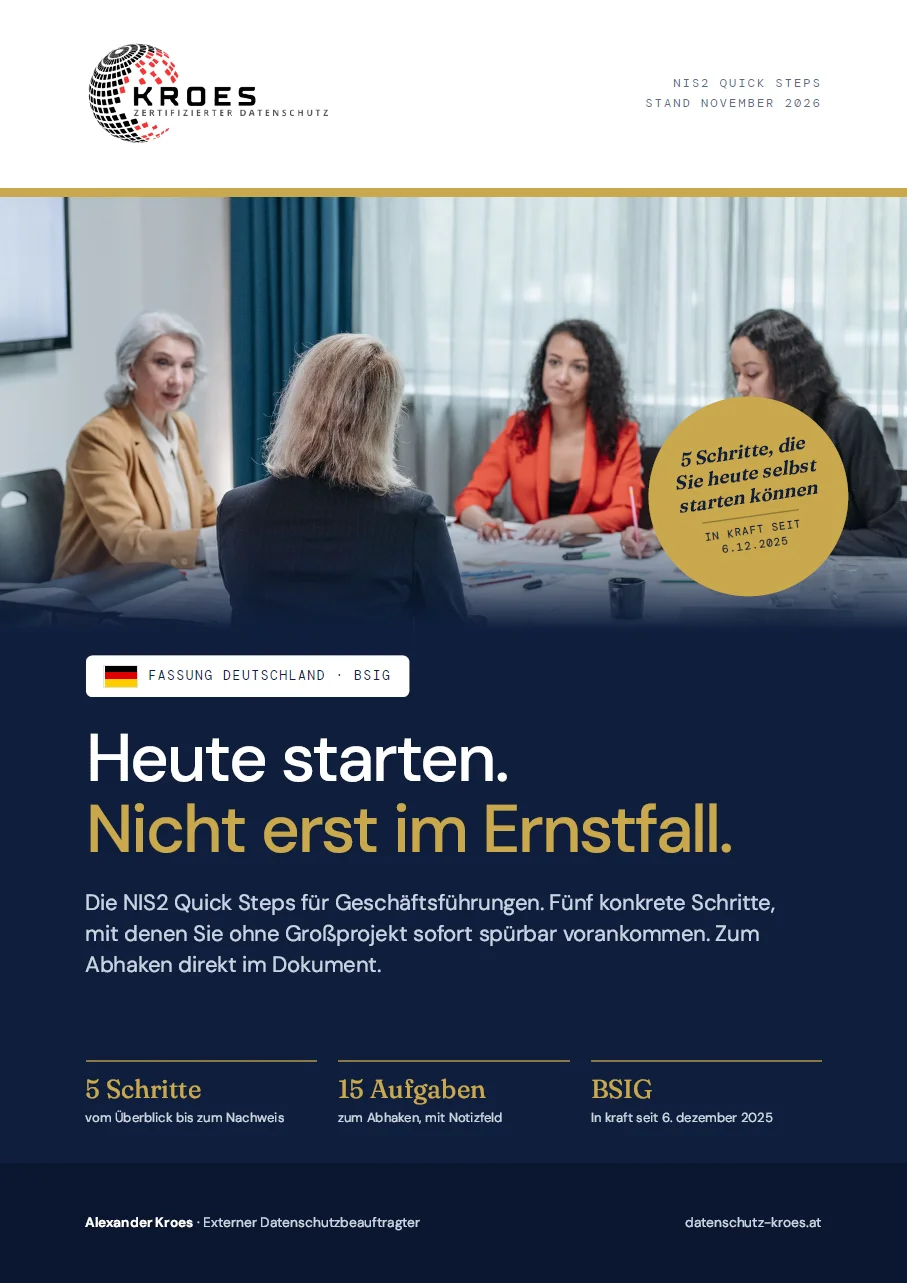 KROES
ZERTIFIZIERTER DATENSCHUTZ
NIS2 QUICK STEPS
STAND NOVEMBER 2026
5 Schritte, die
Sie heute selbst
starten können
IN KRAFT SEIT
6.12.2025
FASSUNG DEUTSCHLAND · BSIG
Heute starten.
Nicht erst im Ernstfall.
Die NIS2 Quick Steps für Geschäftsführungen. Fünf konkrete Schritte,
mit denen Sie ohne Großprojekt sofort spürbar vorankommen. Zum
Abhaken direkt im Dokument.
5 Schritte
vom Überblick bis zum Nachweis
15 Aufgaben
zum Abhaken, mit Notizfeld
BSIG
In kraft seit 6. dezember 2025
Alexander Kroes · Externer Datenschutzbeauftragter
datenschutz-kroes.at